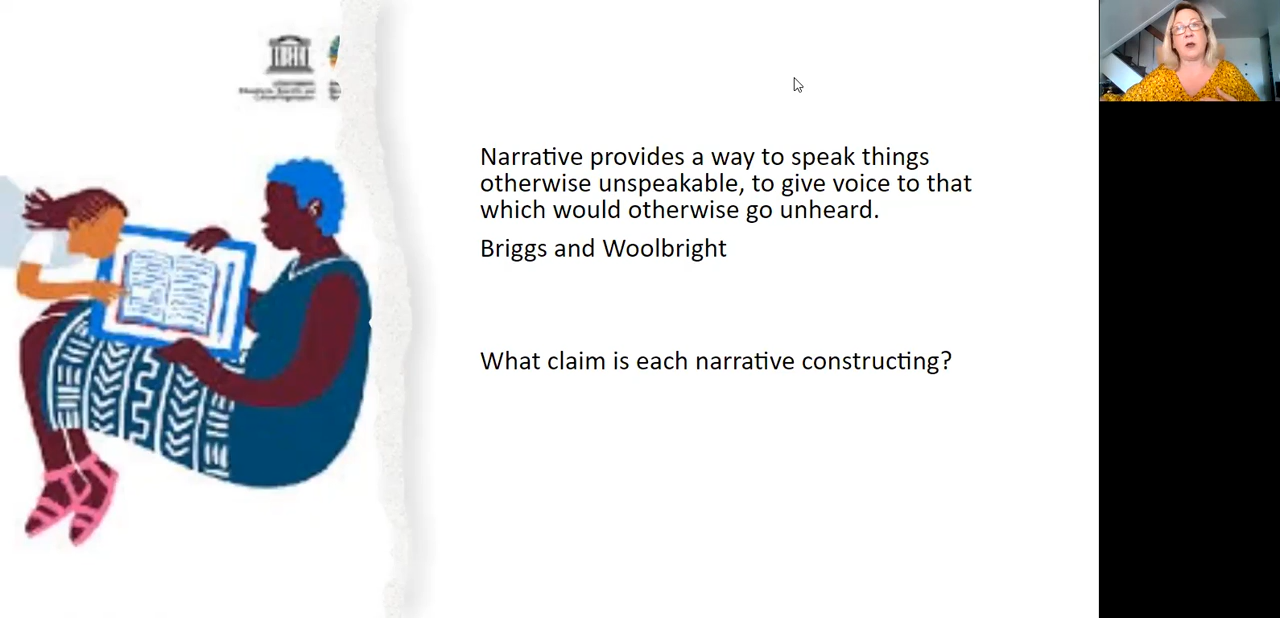 Narrative provides a way to speak things
otherwise unspeakable, to give voice to that
which would otherwise go unheard.
Briggs and Woolbright
What claim is each narrative constructing?